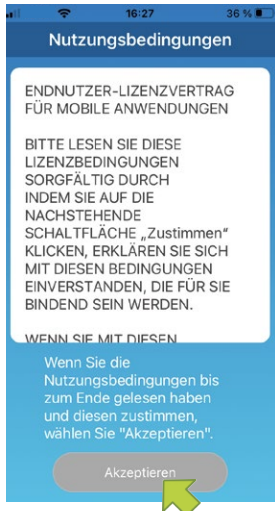 16:27
36 %
Nutzungsbedingungen
ENDNUTZER-LIZENZVERTRAG
FÜR MOBILE ANWENDUNGEN
BITTE LESEN SIE DIESE
LIZENZBEDINGUNGEN
SORGFÄLTIG DURCH
INDEM SIE AUF DIE
NACHSTEHENDE
SCHALTFLÄCHE „Zustimmen"
KLICKEN, ERKLÄREN SIE SICH
MIT DIESEN BEDINGUNGEN
EINVERSTANDEN, DIE FÜR SIE
BINDEND SEIN WERDEN.
WENN SIE MIT DIESEN
Wenn Sie die
Nutzungsbedingungen bis
zum Ende gelesen haben
und diesen zustimmen,
wählen Sie "Akzeptieren".
Akzeptieren